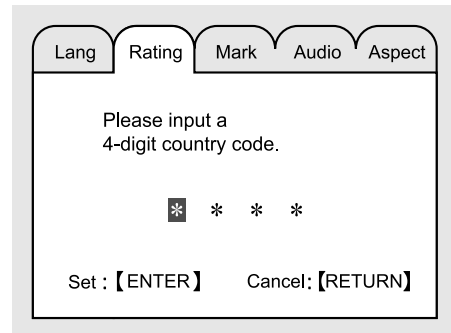 Lang Rating Mark Audio Aspect
Please input a
4-digit country code.
* * * *
Set :【ENTER】 Cancel:【RETURN】